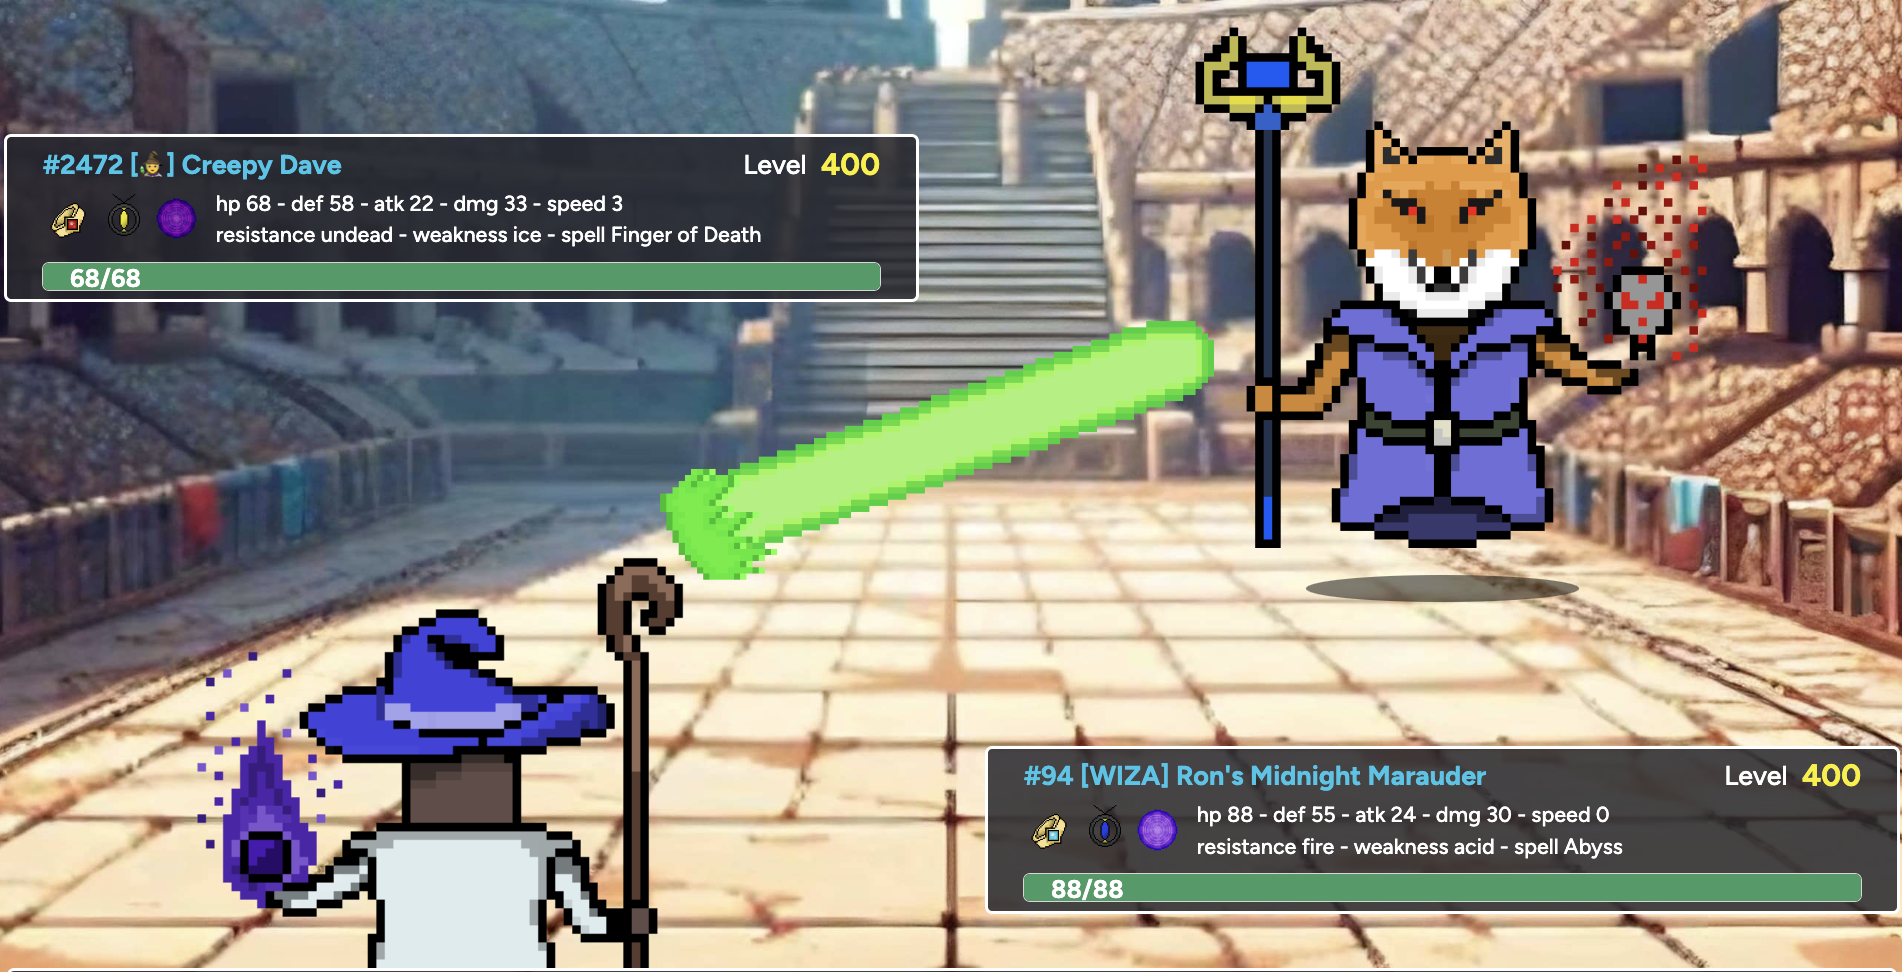 #2472 [🧙] Creepy Dave
Level 400
hp 68 - def 58 - atk 22 - dmg 33 - speed 3
resistance undead - weakness ice - spell Finger of Death
68/68
#94 [WIZA] Ron's Midnight Marauder
Level 400
hp 88 - def 55 - atk 24 - dmg 30 - speed 0
resistance fire - weakness acid - spell Abyss
88/88